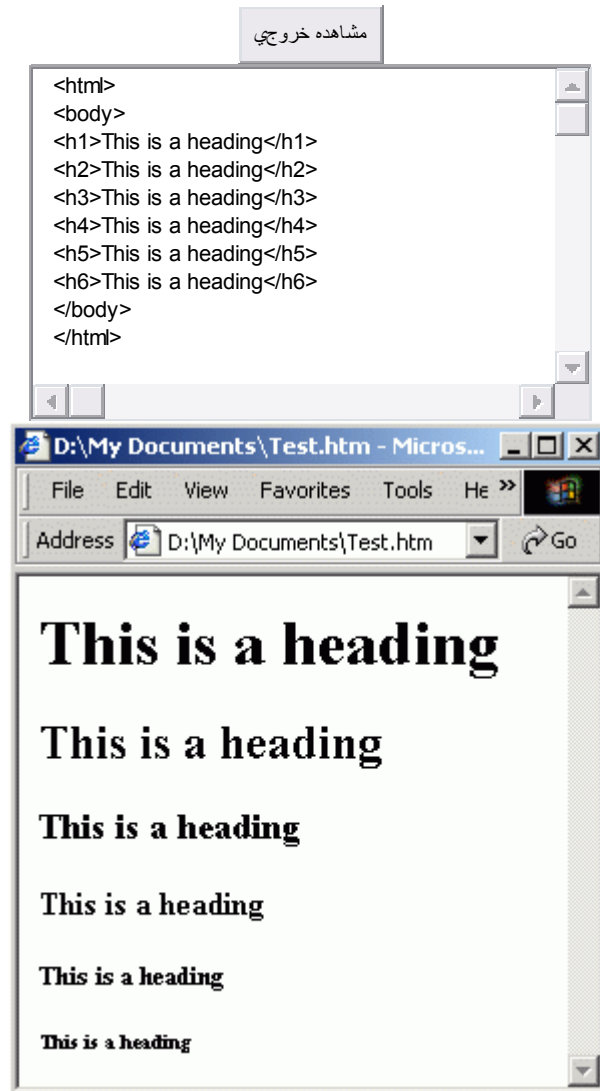 مشاهده خروجي
<html>
<body>
<h1>This is a heading</h1>
<h2>This is a heading</h2>
<h3>This is a heading</h3>
<h4>This is a heading</h4>
<h5>This is a heading</h5>
<h6>This is a heading</h6>
</body>
</html>
D:\My Documents\Test.htm - Micros...
File Edit View Favorites Tools He »
Address D:\My Documents\Test.htm Go
This is a heading
This is a heading
This is a heading
This is a heading
This is a heading
This is a heading